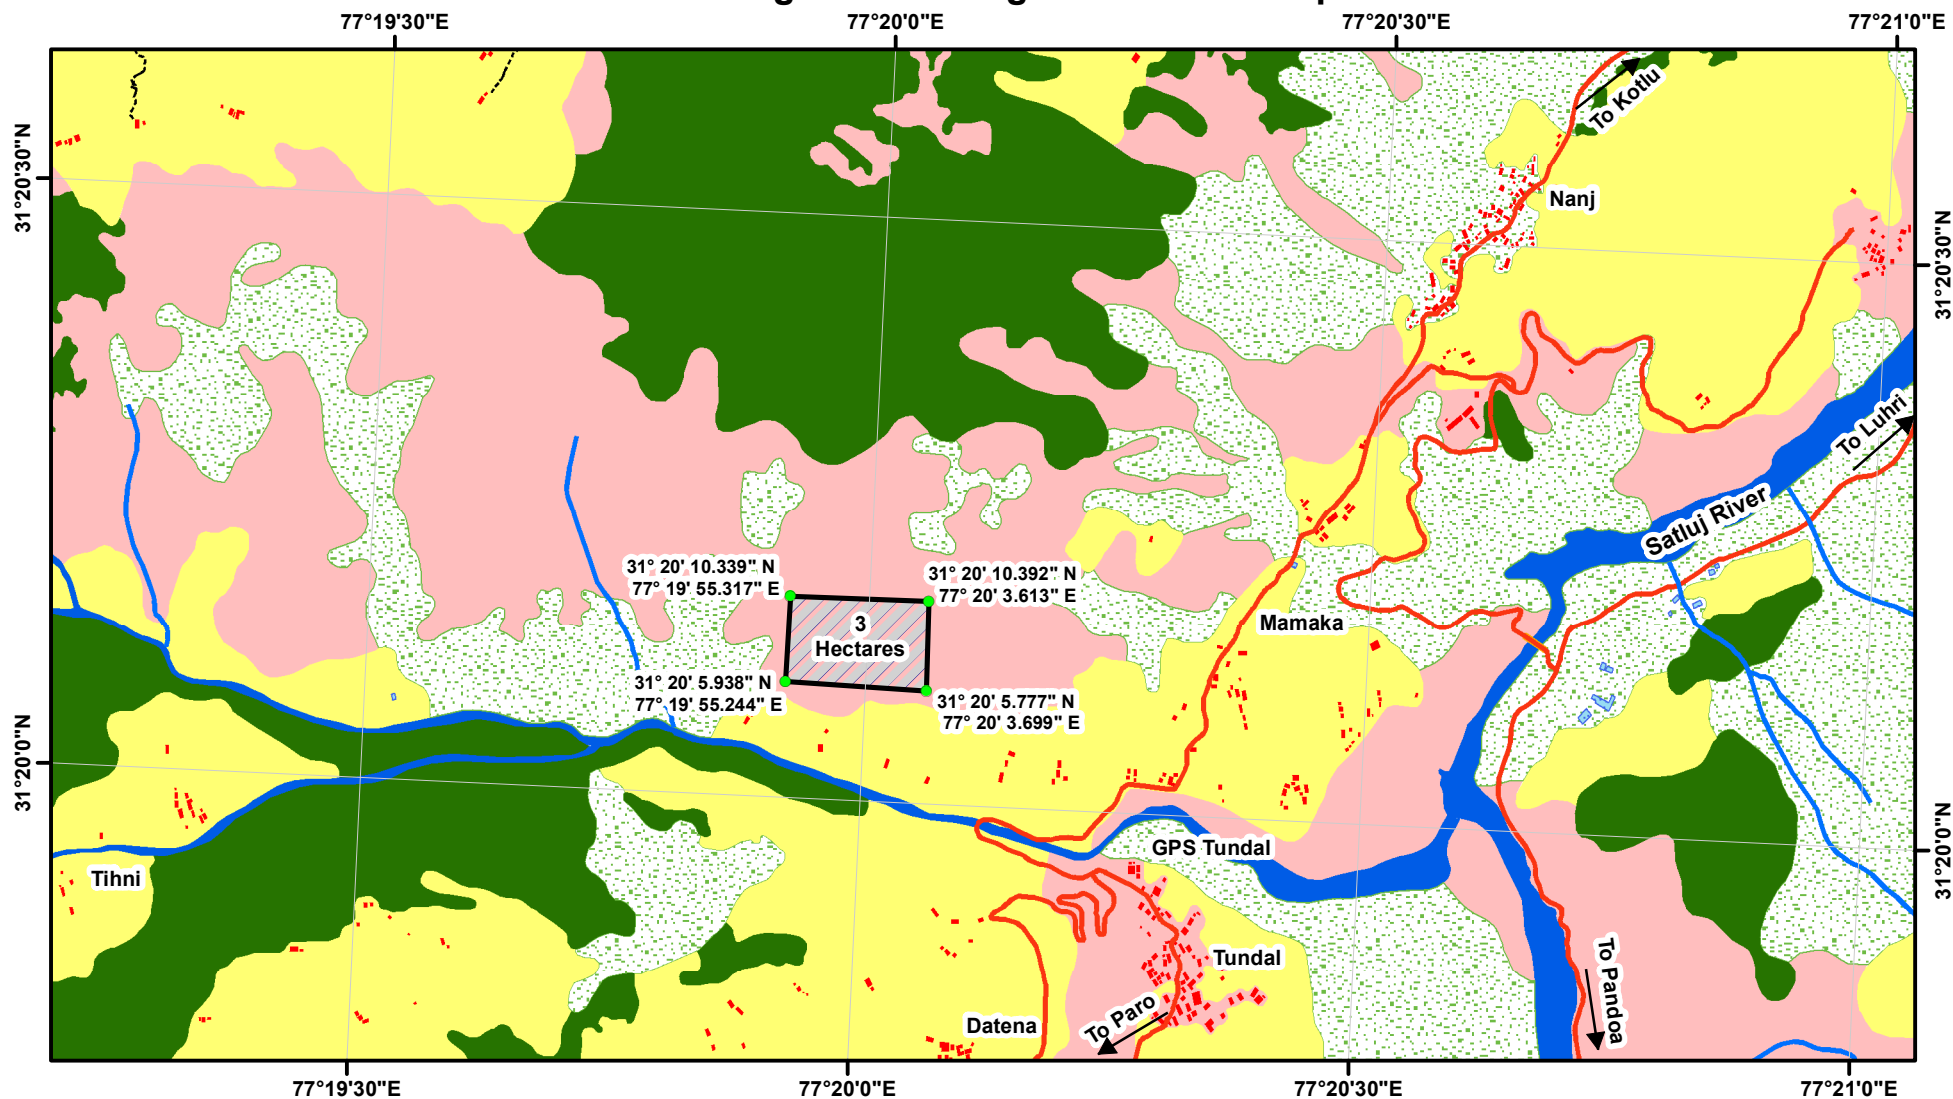 77°19'30"E
77°20'0"E
77°20'30"E
77°21'0"E
To Kotlu
31°20'30"N
Nanj
31°20'30"N
To Luhri
Satluj River
31° 20' 10.339" N
77° 19' 55.317" E
31° 20' 10.392" N
77° 20' 3.613" E
3
Hectares
Mamaka
31° 20' 5.938" N
77° 19' 55.244" E
31° 20' 5.777" N
77° 20' 3.699" E
31°20'0"N
GPS Tundal
31°20'0"N
Tihni
Tundal
To Pandoa
To Paro
Datena
77°19'30"E
77°20'0"E
77°20'30"E
77°21'0"E